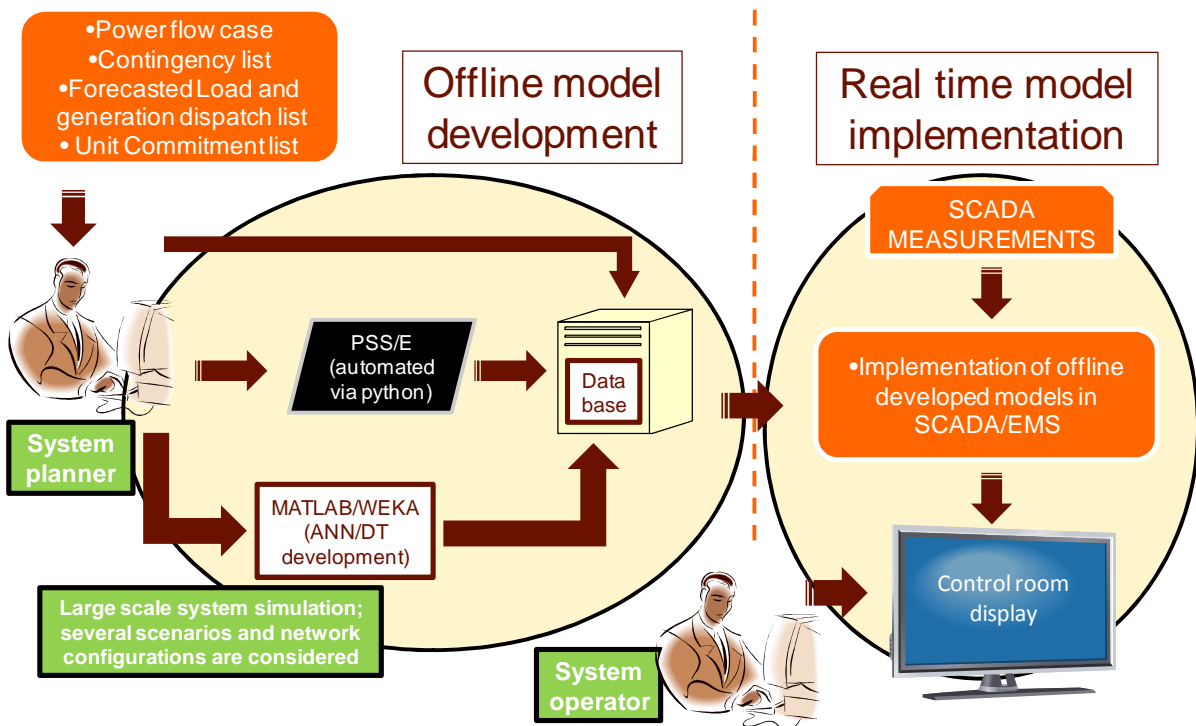 •Power flow case
•Contingency list
•Forecasted Load and
generation dispatch list
• Unit Commitment list
Offline model
development
Real time model
implementation
SCADA
MEASUREMENTS
PSS/E
(automated
via python)
Data
base
•Implementation of offline
developed models in
SCADA/EMS
System
planner
MATLAB/WEKA
(ANN/DT
development)
Large scale system simulation;
several scenarios and network
configurations are considered
Control room
display
System
operator